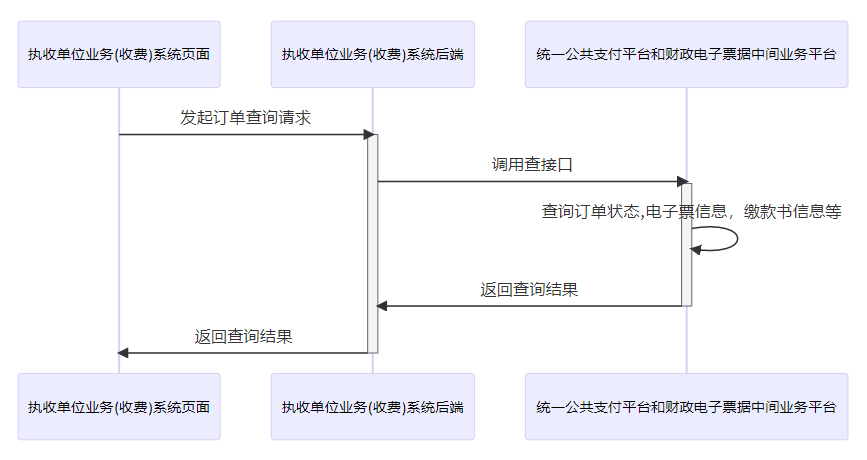 执收单位业务(收费)系统页面
执收单位业务(收费)系统后端
统一公共支付平台和财政电子票据中间业务平台
发起订单查询请求
调用查接口
查询订单状态,电子票信息，缴款书信息等
返回查询结果
返回查询结果
执收单位业务(收费)系统页面
执收单位业务(收费)系统后端
统一公共支付平台和财政电子票据中间业务平台